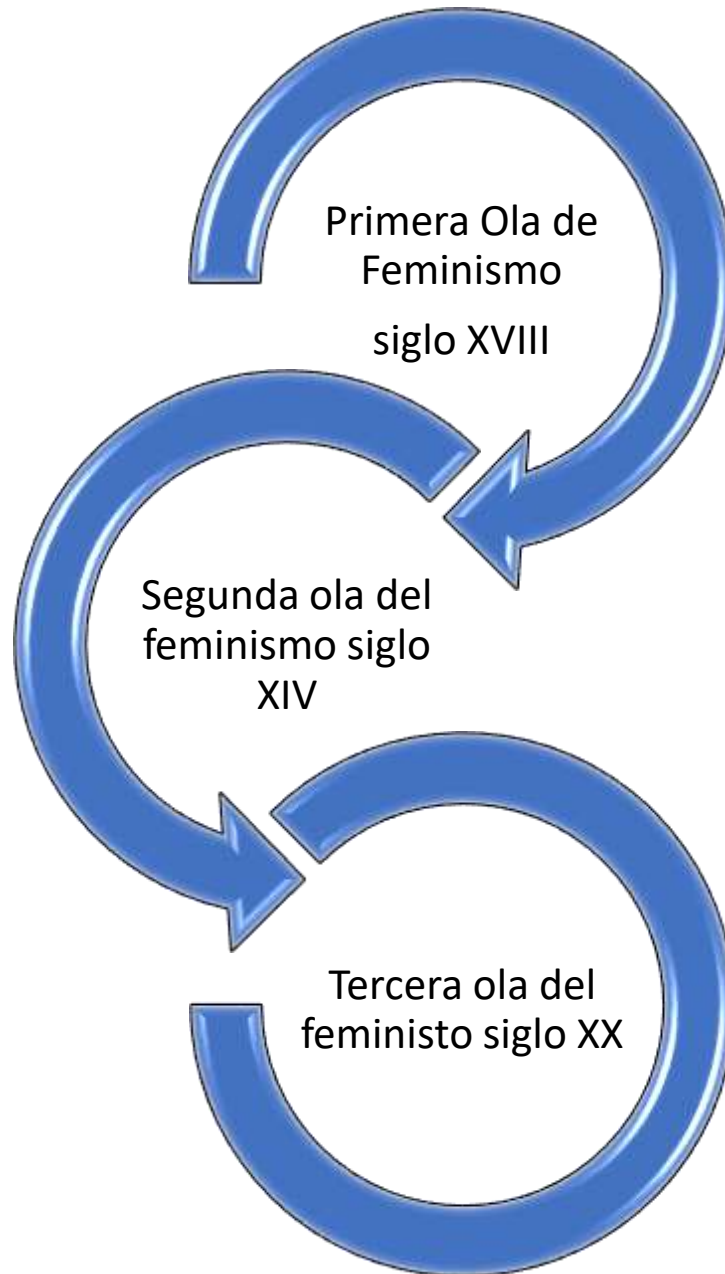 Primera Ola de
Feminismo
siglo XVIII
Segunda ola del
feminismo siglo
XIV
Tercera ola del
feministo siglo XX